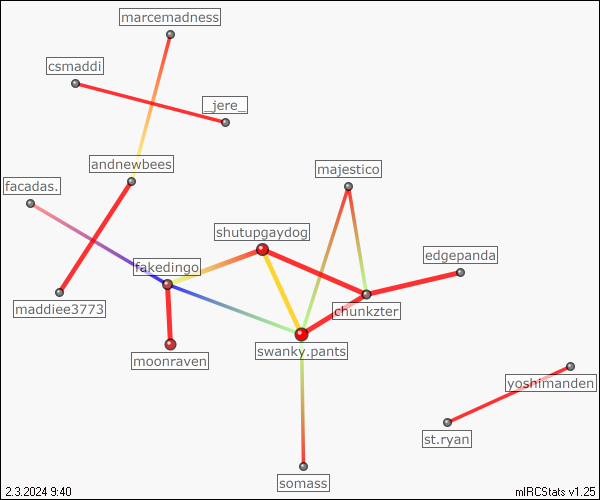 marcemadness
csmaddi
_jere_
andnewbees
majestico
facadas.
shutupgaydog
edgepanda
fakedingo
maddiee3773
chunkzter
moonraven
swanky.pants
yoshimanden
st.ryan
somass
2.3.2024 9:40
mIRCStats v1.25